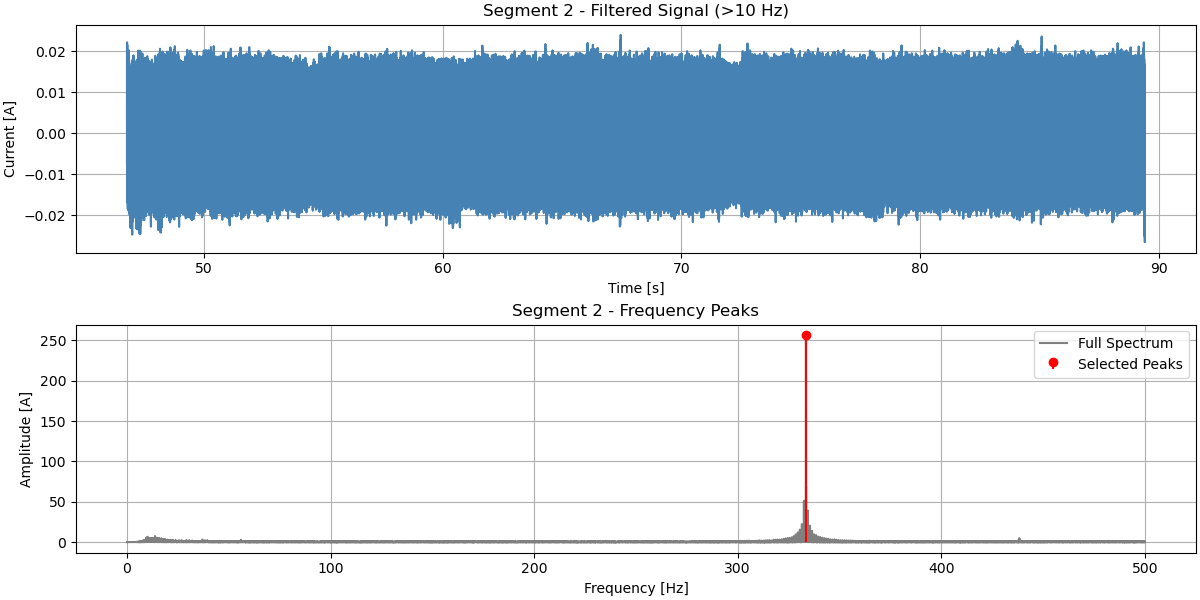 Segment 2 - Filtered Signal (>10 Hz)
Current [A]
0.02
0.01
0.00
−0.01
−0.02
50
60
70
80
90
Time [s]
Segment 2 - Frequency Peaks
Amplitude [A]
250
200
150
100
50
0
Full Spectrum
Selected Peaks
0
100
200
300
400
500
Frequency [Hz]